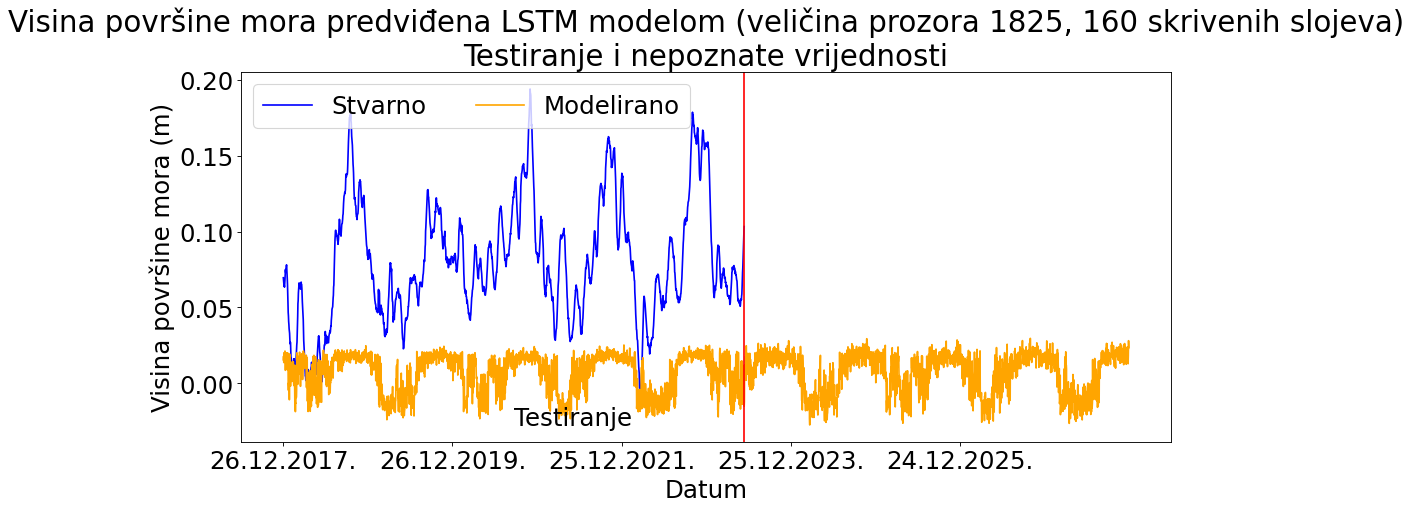 Visina površine mora predviđena LSTM modelom (veličina prozora 1825, 160 skrivenih slojeva)
Testiranje i nepoznate vrijednosti
Stvarno
Modelirano
Visina površine mora (m)
0.20
0.15
0.10
0.05
0.00
Testiranje
26.12.2017.
26.12.2019.
25.12.2021.
25.12.2023.
24.12.2025.
Datum